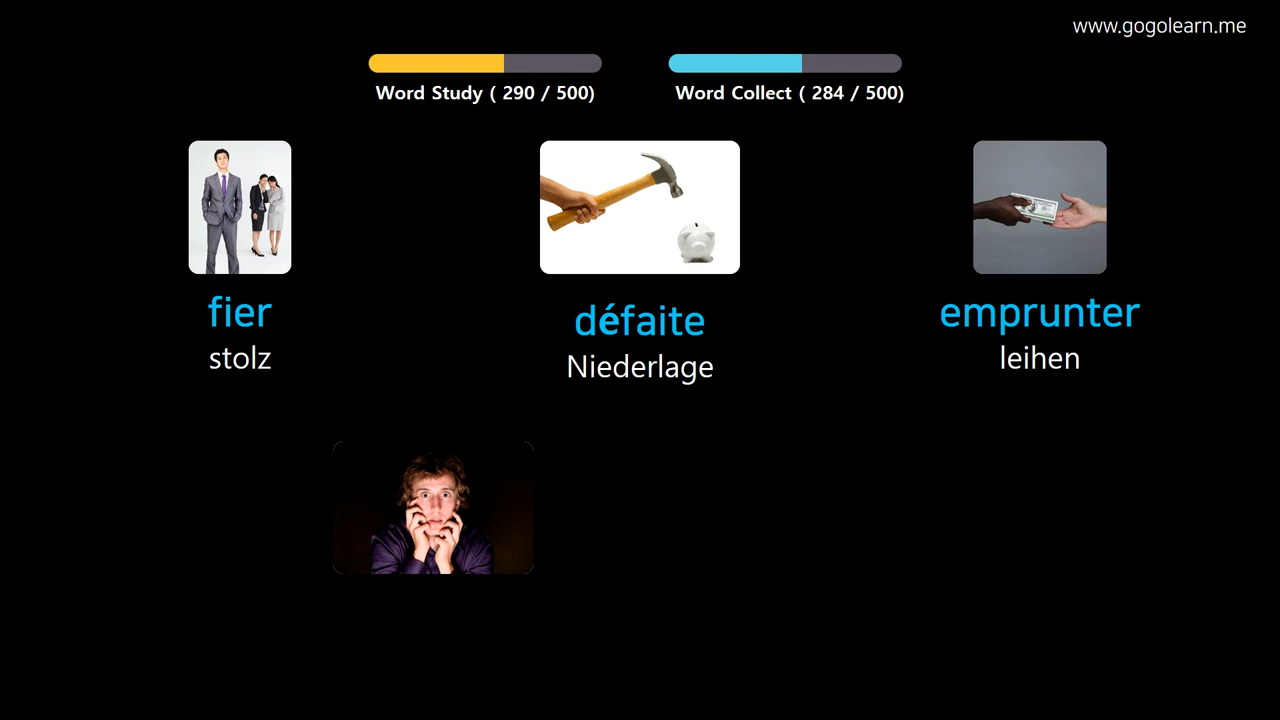 www.gogolearn.me
Word Study ( 290 / 500)
Word Collect ( 284 / 500)
fier
stolz
défaite
Niederlage
emprunter
leihen